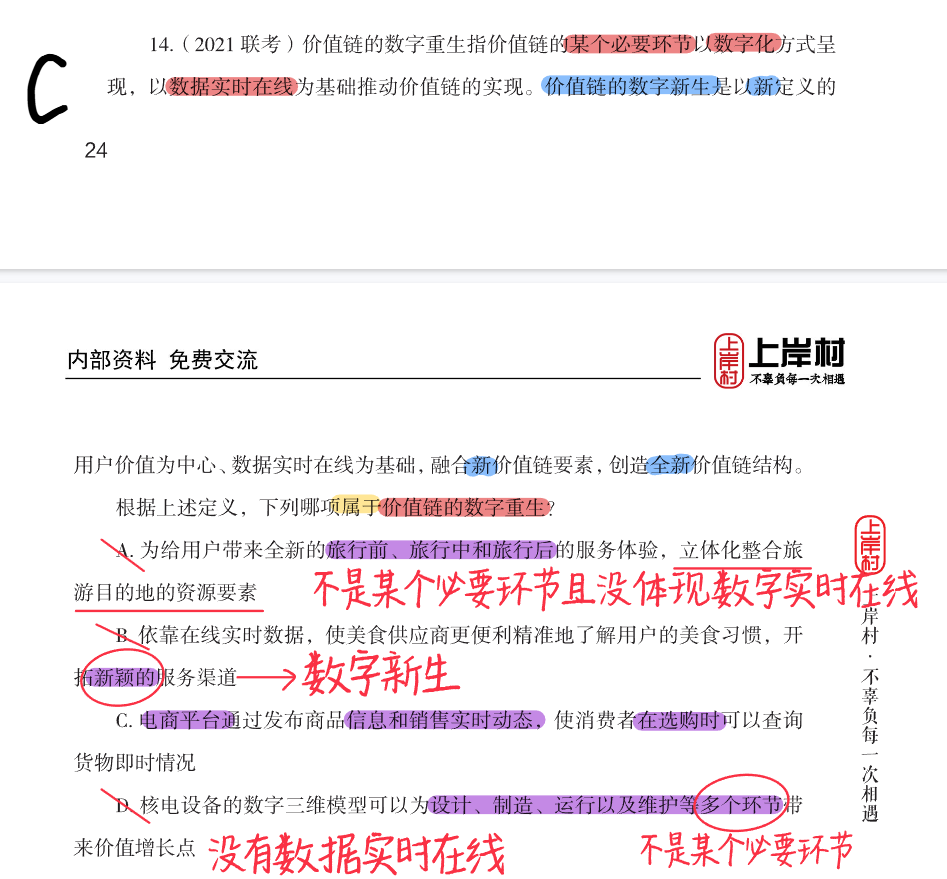 14.（2021 联考）价值链的数字重生指价值链的某个必要环节以数字化方式呈
C
现，以数据实时在线为基础推动价值链的实现。价值链的数字新生是以新定义的
24
内部资料 免费交流
上岸村 上岸村
不辜负每一次相遇
用户价值为中心、数据实时在线为基础，融合新价值链要素，创造全新价值链结构。
根据上述定义，下列哪项属于价值链的数字重生?
A. 为给用户带来全新的旅行前、旅行中和旅行后的服务体验，立体化整合旅
游目的地的资源要素
不是某个必要环节且没体现数字实时在线
B. 依靠在线实时数据，使美食供应商更便利精准地了解用户的美食习惯，开
拓新颖的服务渠道
数字新生
C. 电商平台通过发布商品信息和销售实时动态，使消费者在选购时可以查询
货物即时情况
D. 核电设备的数字三维模型可以为设计、制造、运行以及维护等多个环节带
来价值增长点
没有数据实时在线
不是某个必要环节
上岸村
上岸村·不辜负每一次相遇